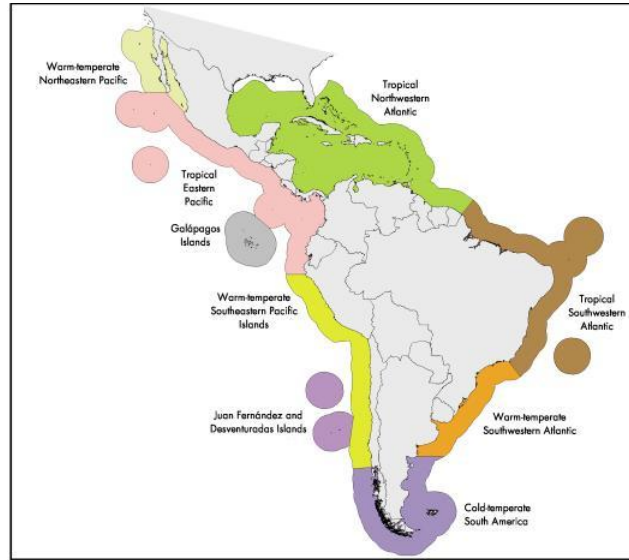 Warm-temperate
Northeastern Pacific
Tropical
Northwestern
Atlantic
Tropical
Eastern
Pacific
Galápagos
Islands
Warm-temperate
Southeastern Pacific
Islands
Tropical
Southwestern
Atlantic
Juan Fernández and
Desventuradas Islands
Warm-temperate
Southwestern Atlantic
Cold-temperate
South America